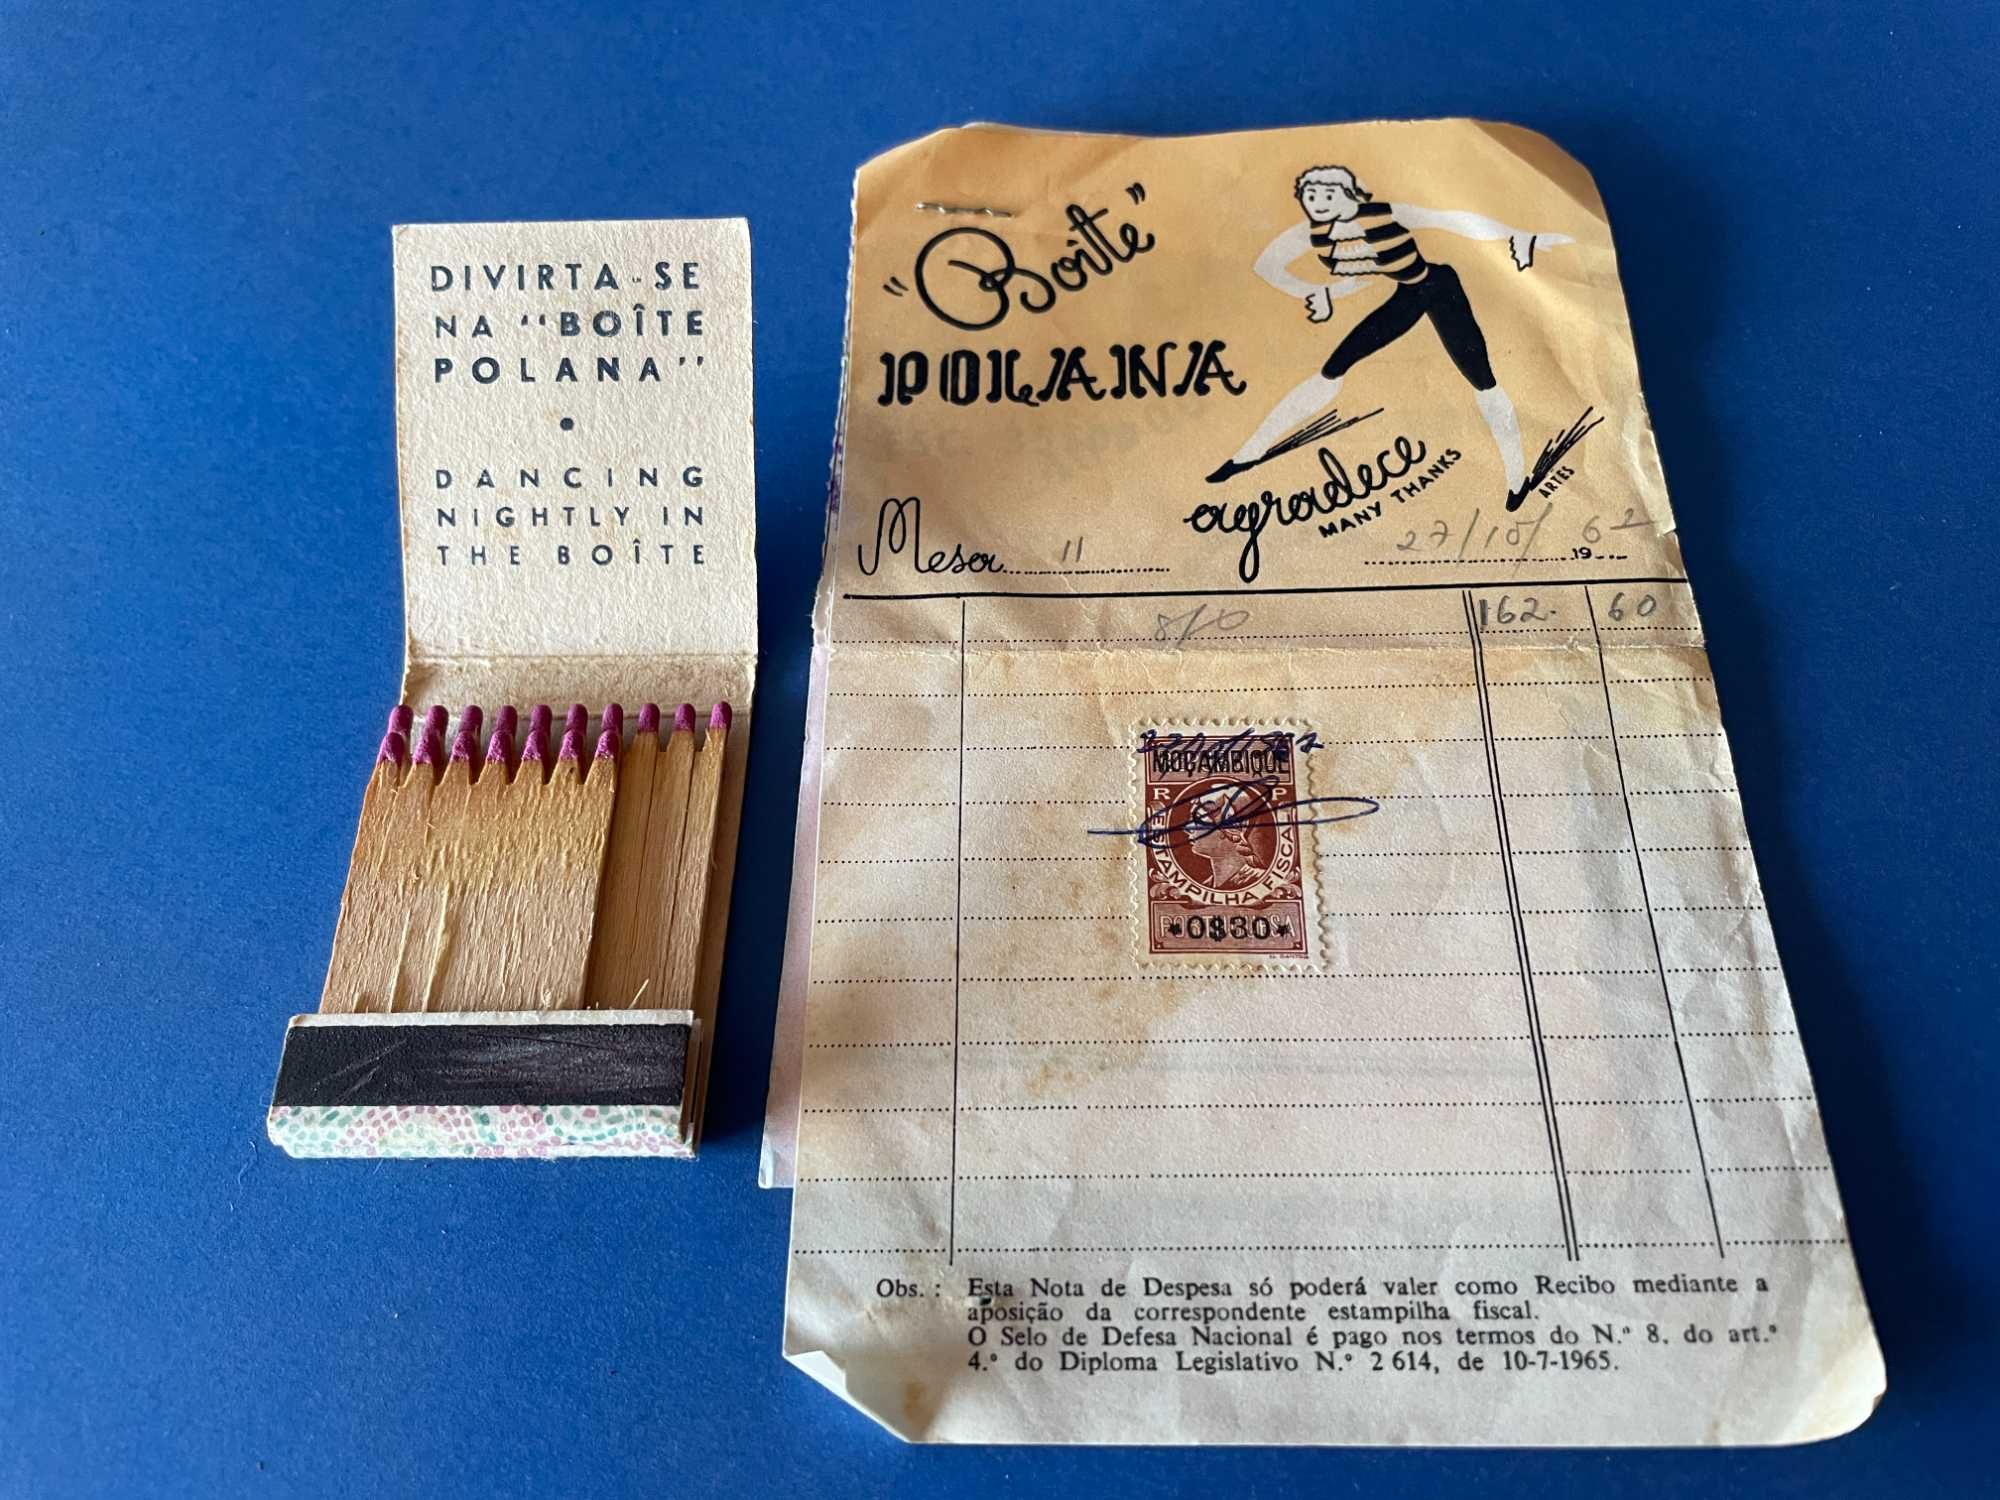 DIVIRTA-SE
NA "BOÎTE
POLANA"
DANCING
NIGHTLY IN
THE BOÎTE
"Boîte"
POLANA
agradece
MANY THANKS
ARTES
Mesa 11
27/10/ 19 62
162. 60
MOÇAMBIQUE
R P
ESTAMPILHA FISCAL
*0$30*
Obs.: Esta Nota de Despesa só poderá valer como Recibo mediante a
aposição da correspondente estampilha fiscal.
O Selo de Defesa Nacional é pago nos termos do N.º 8. do art.º
4.º do Diploma Legislativo N.º 2 614, de 10-7-1965.